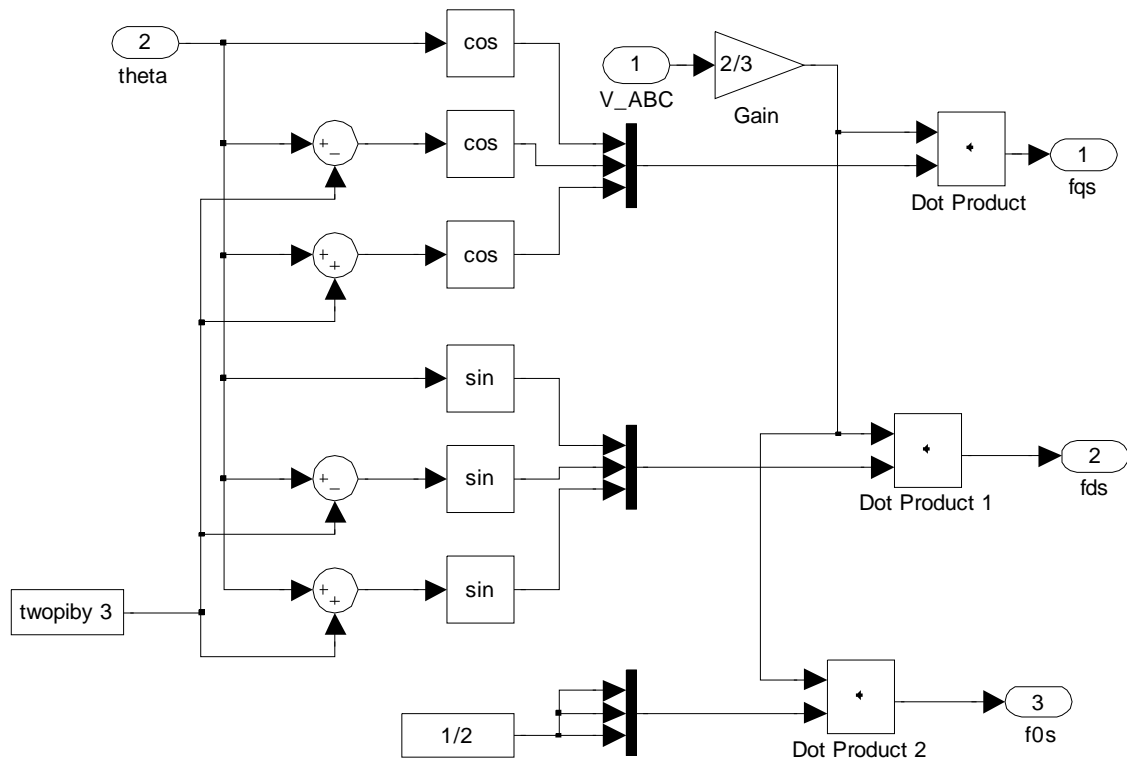 2
theta
cos
1
V_ABC
2/3
Gain
+
–
cos
Dot Product
1
fqs
+
+
cos
sin
+
–
sin
Dot Product 1
2
fds
+
+
sin
twopiby 3
1/2
Dot Product 2
3
f0s